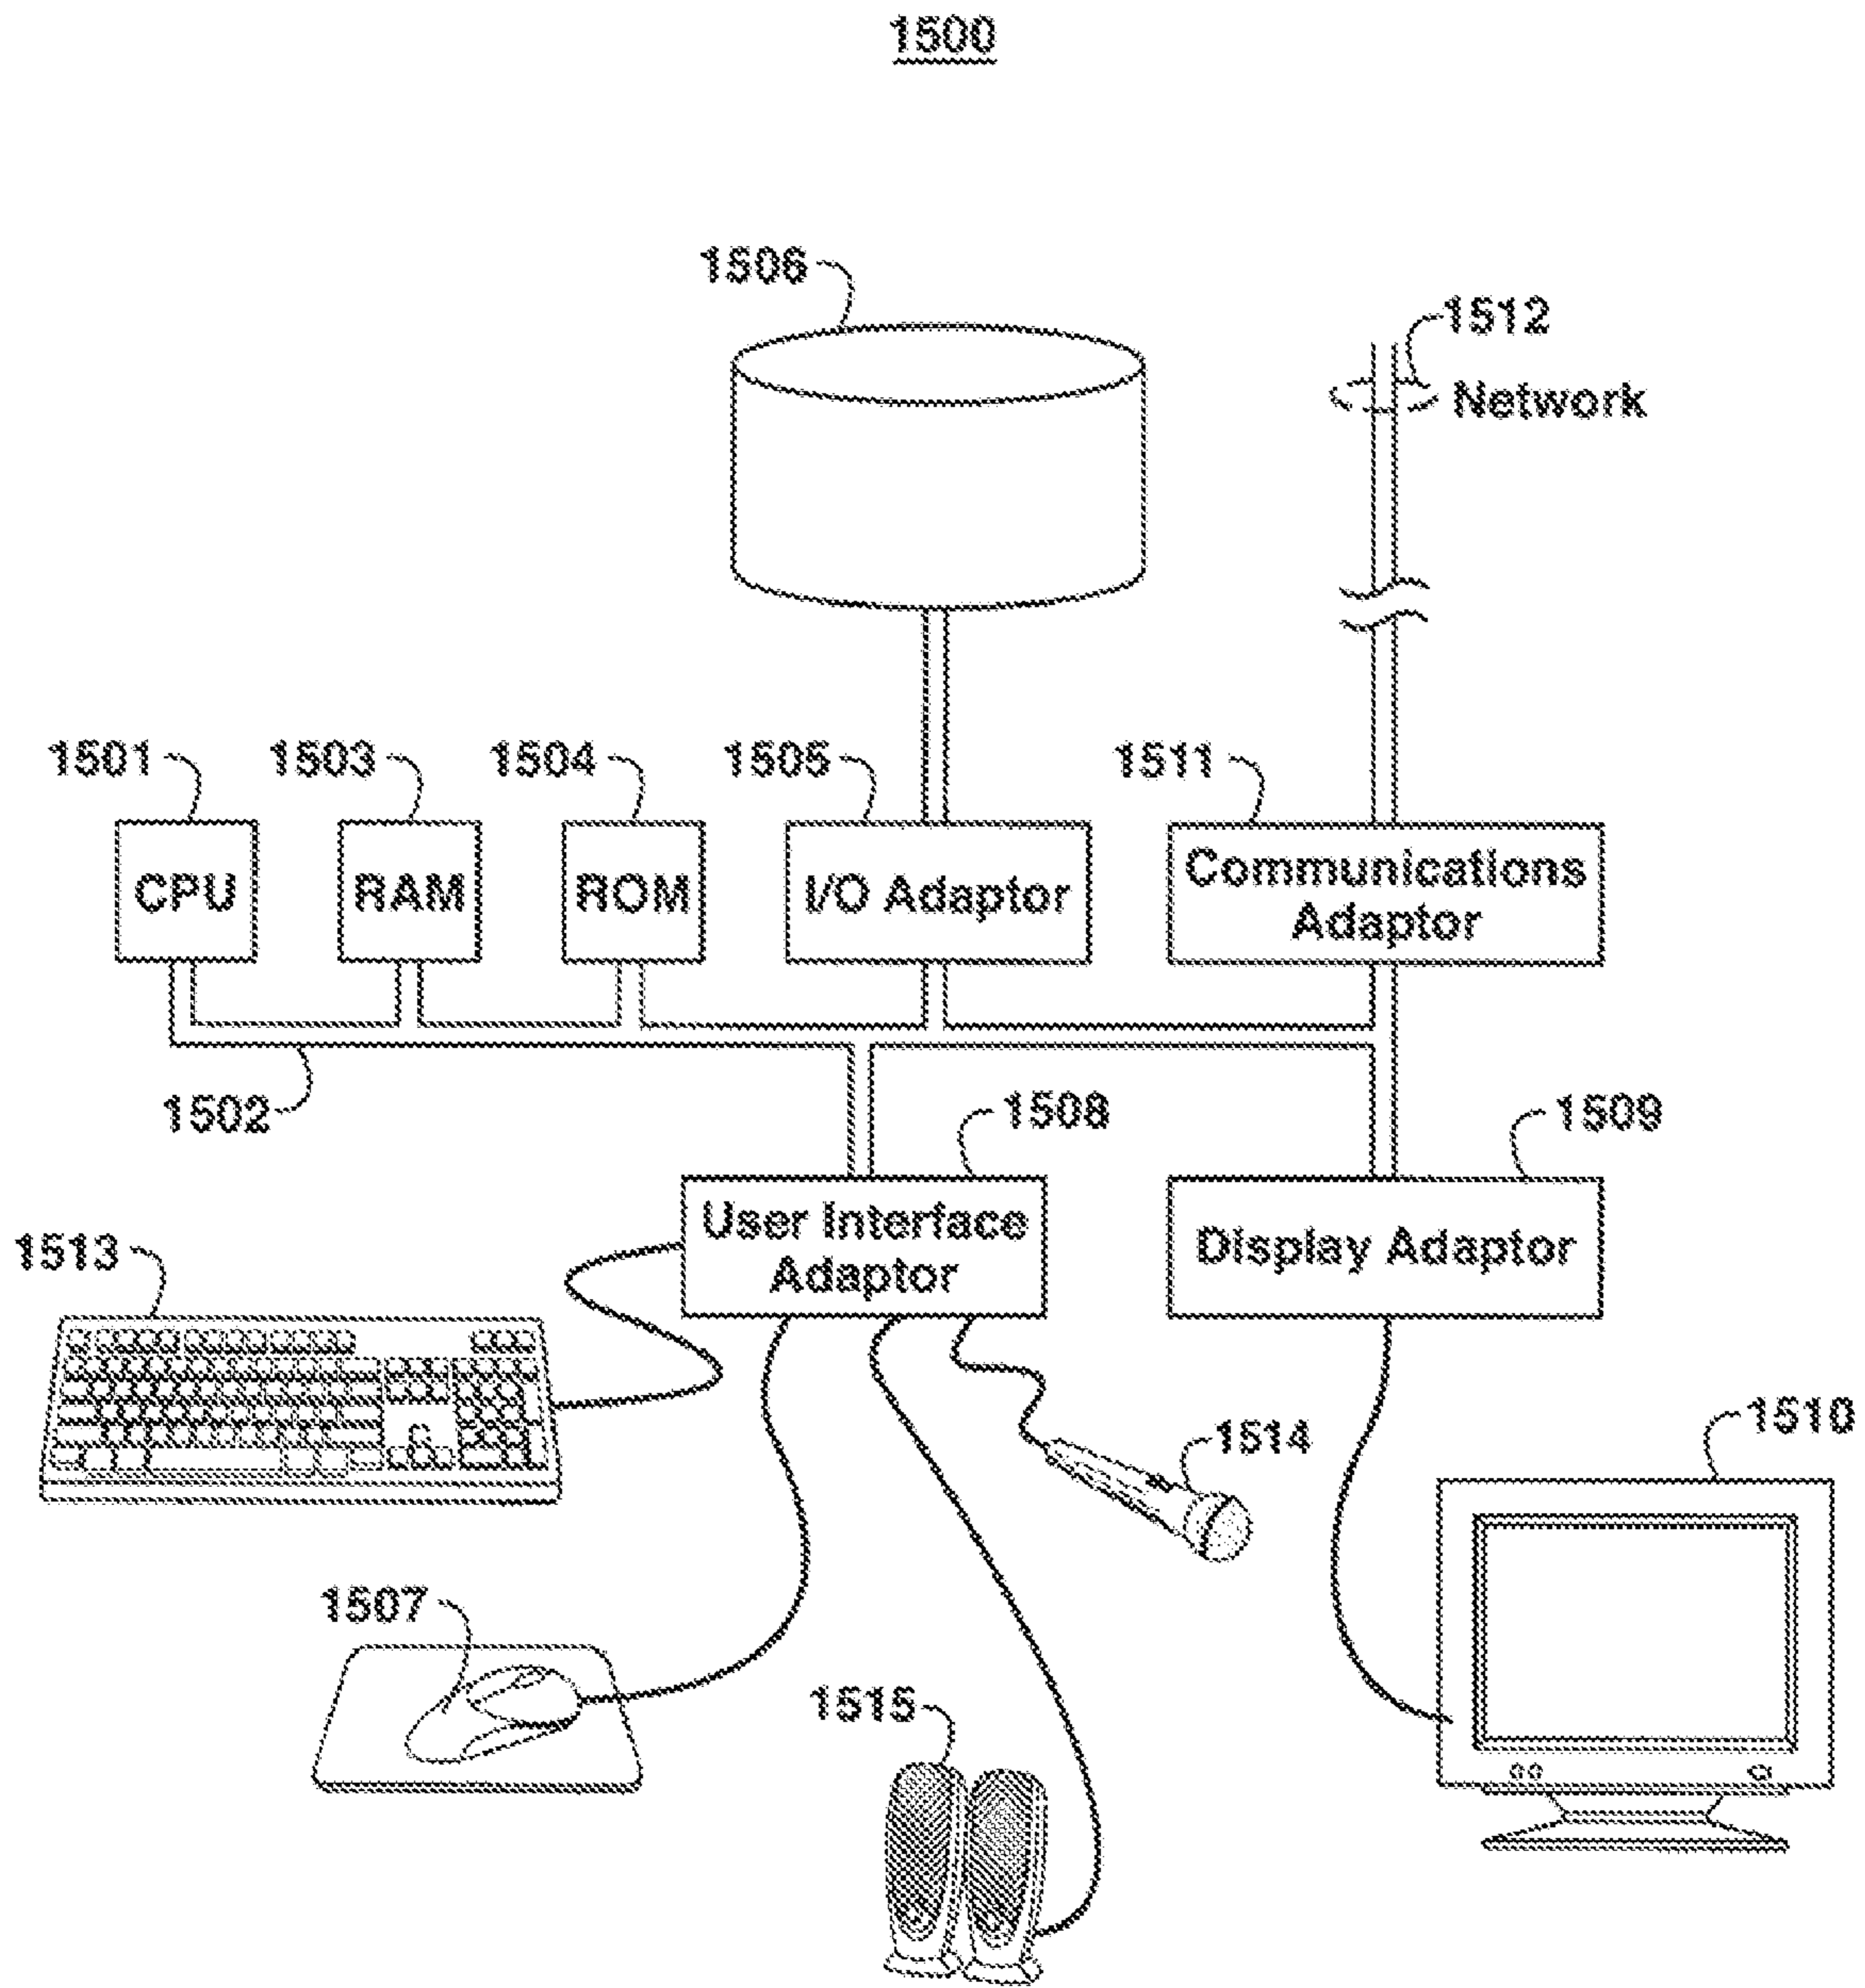 1500
1506
1512
Network
1501
1503
1504
1505
1511
CPU
RAM
ROM
I/O Adaptor
Communications
Adaptor
1502
1508
1509
User Interface
Adaptor
Display Adaptor
1513
1514
1510
1507
1515